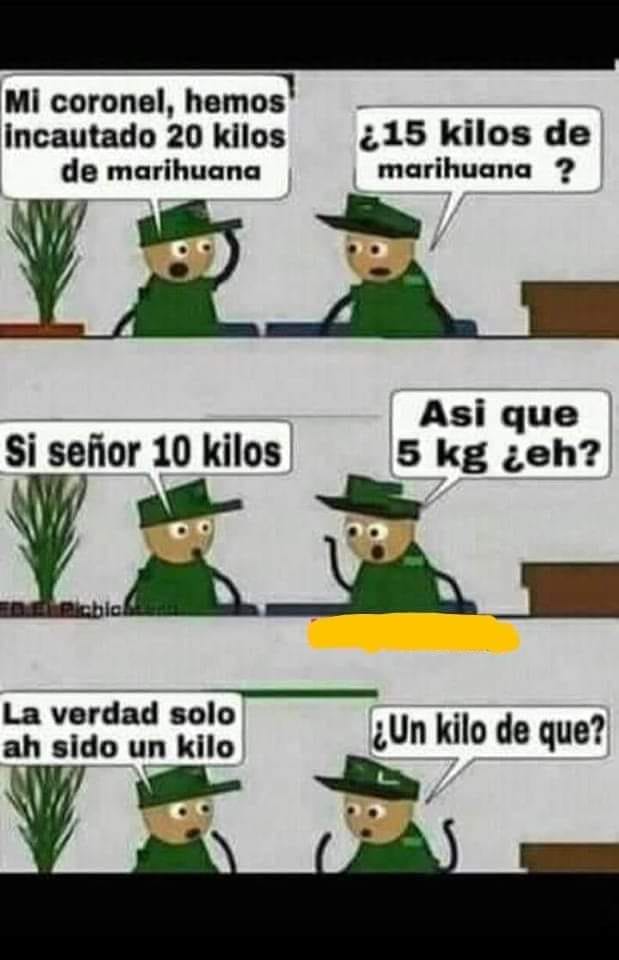 Mi coronel, hemos
incautado 20 kilos
de marihuana
¿15 kilos de
marihuana ?
Si señor 10 kilos
Asi que
5 kg ¿eh?
La verdad solo
ah sido un kilo
¿Un kilo de que?